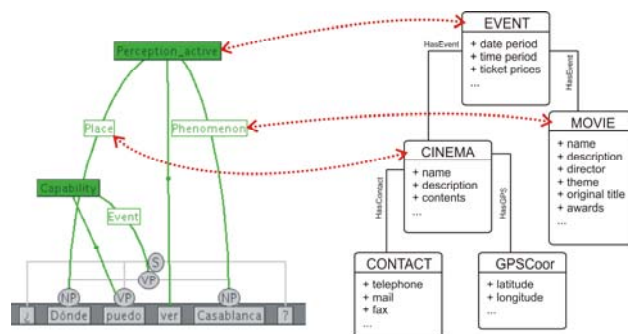 Perception_active
Place
Phenomenon
Capability
Event
S
VP
NP
VP
NP
¿ Dónde puedo ver Casablanca ?
EVENT
+ date period
+ time period
+ ticket prices
...
HasEvent
HasEvent
MOVIE
+ name
+ description
+ director
+ theme
+ original title
+ awards
...
CINEMA
+ name
+ description
+ contents
...
HasContact
HasGPS
CONTACT
+ telephone
+ mail
+ fax
...
GPSCoor
+ latitude
+ longitude
...